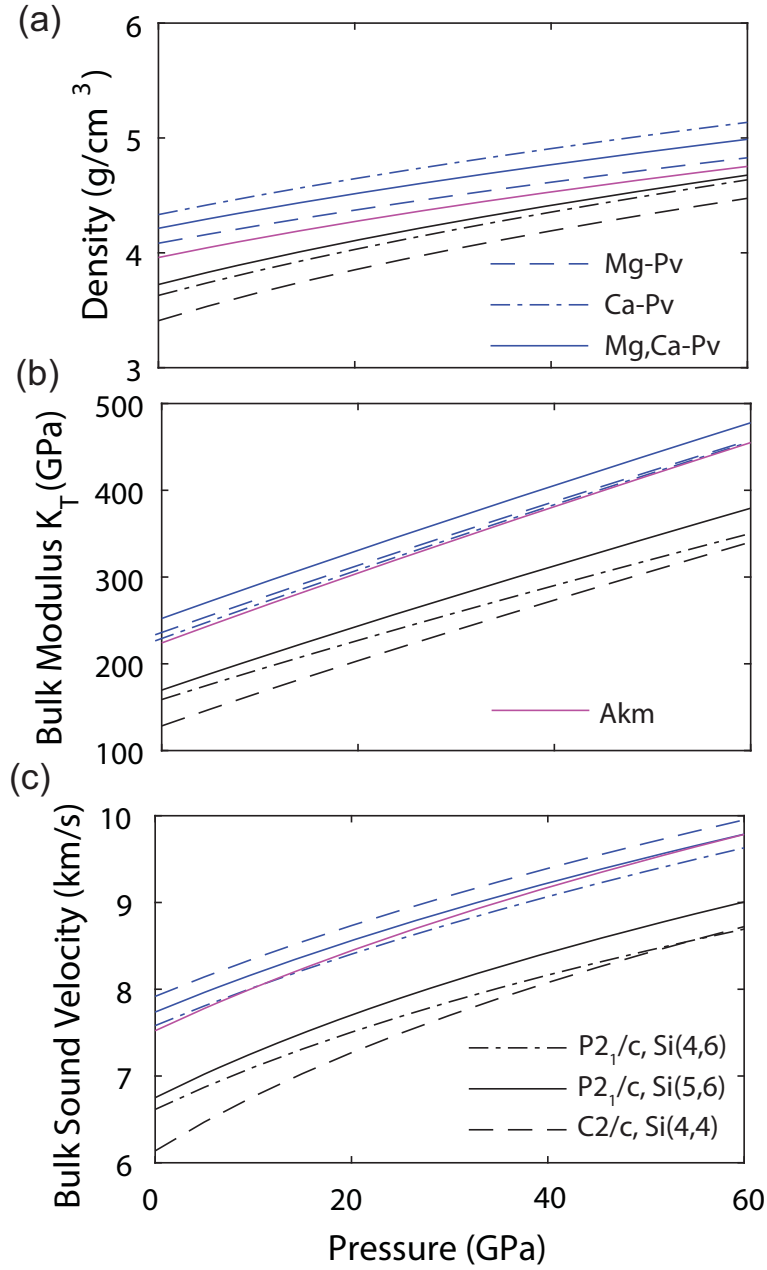 (a)
6
5
4
3
Density (g/cm ³)
Mg-Pv
Ca-Pv
Mg,Ca-Pv
(b)
500
400
300
200
100
Bulk Modulus K_T (GPa)
Akm
(c)
10
9
8
7
6
Bulk Sound Velocity (km/s)
P2₁/c, Si(4,6)
P2₁/c, Si(5,6)
C2/c, Si(4,4)
0 20 40 60
Pressure (GPa)